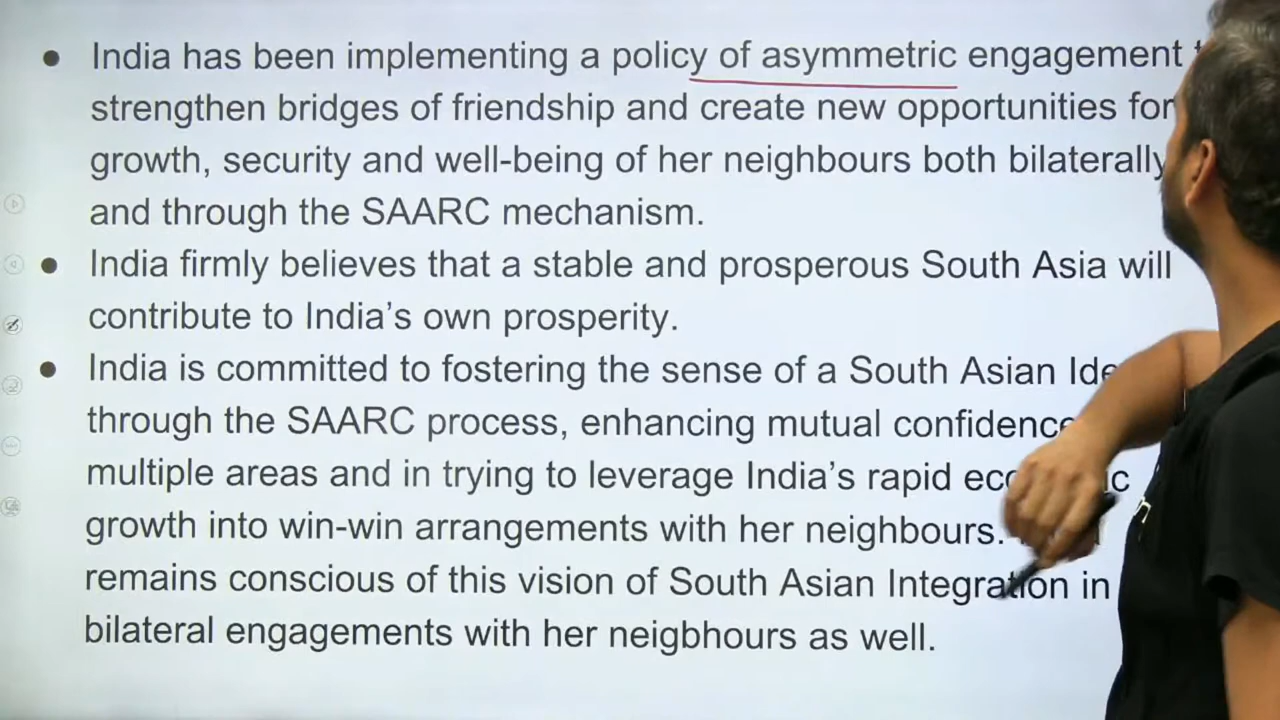 ● India has been implementing a policy of asymmetric engagement
strengthen bridges of friendship and create new opportunities for
growth, security and well-being of her neighbours both bilaterally
and through the SAARC mechanism.
● India firmly believes that a stable and prosperous South Asia will
contribute to India's own prosperity.
● India is committed to fostering the sense of a South Asian
through the SAARC process, enhancing mutual confidence
multiple areas and in trying to leverage India's rapid
growth into win-win arrangements with her neighbours.
remains conscious of this vision of South Asian Integration in
bilateral engagements with her neigbhours as well.